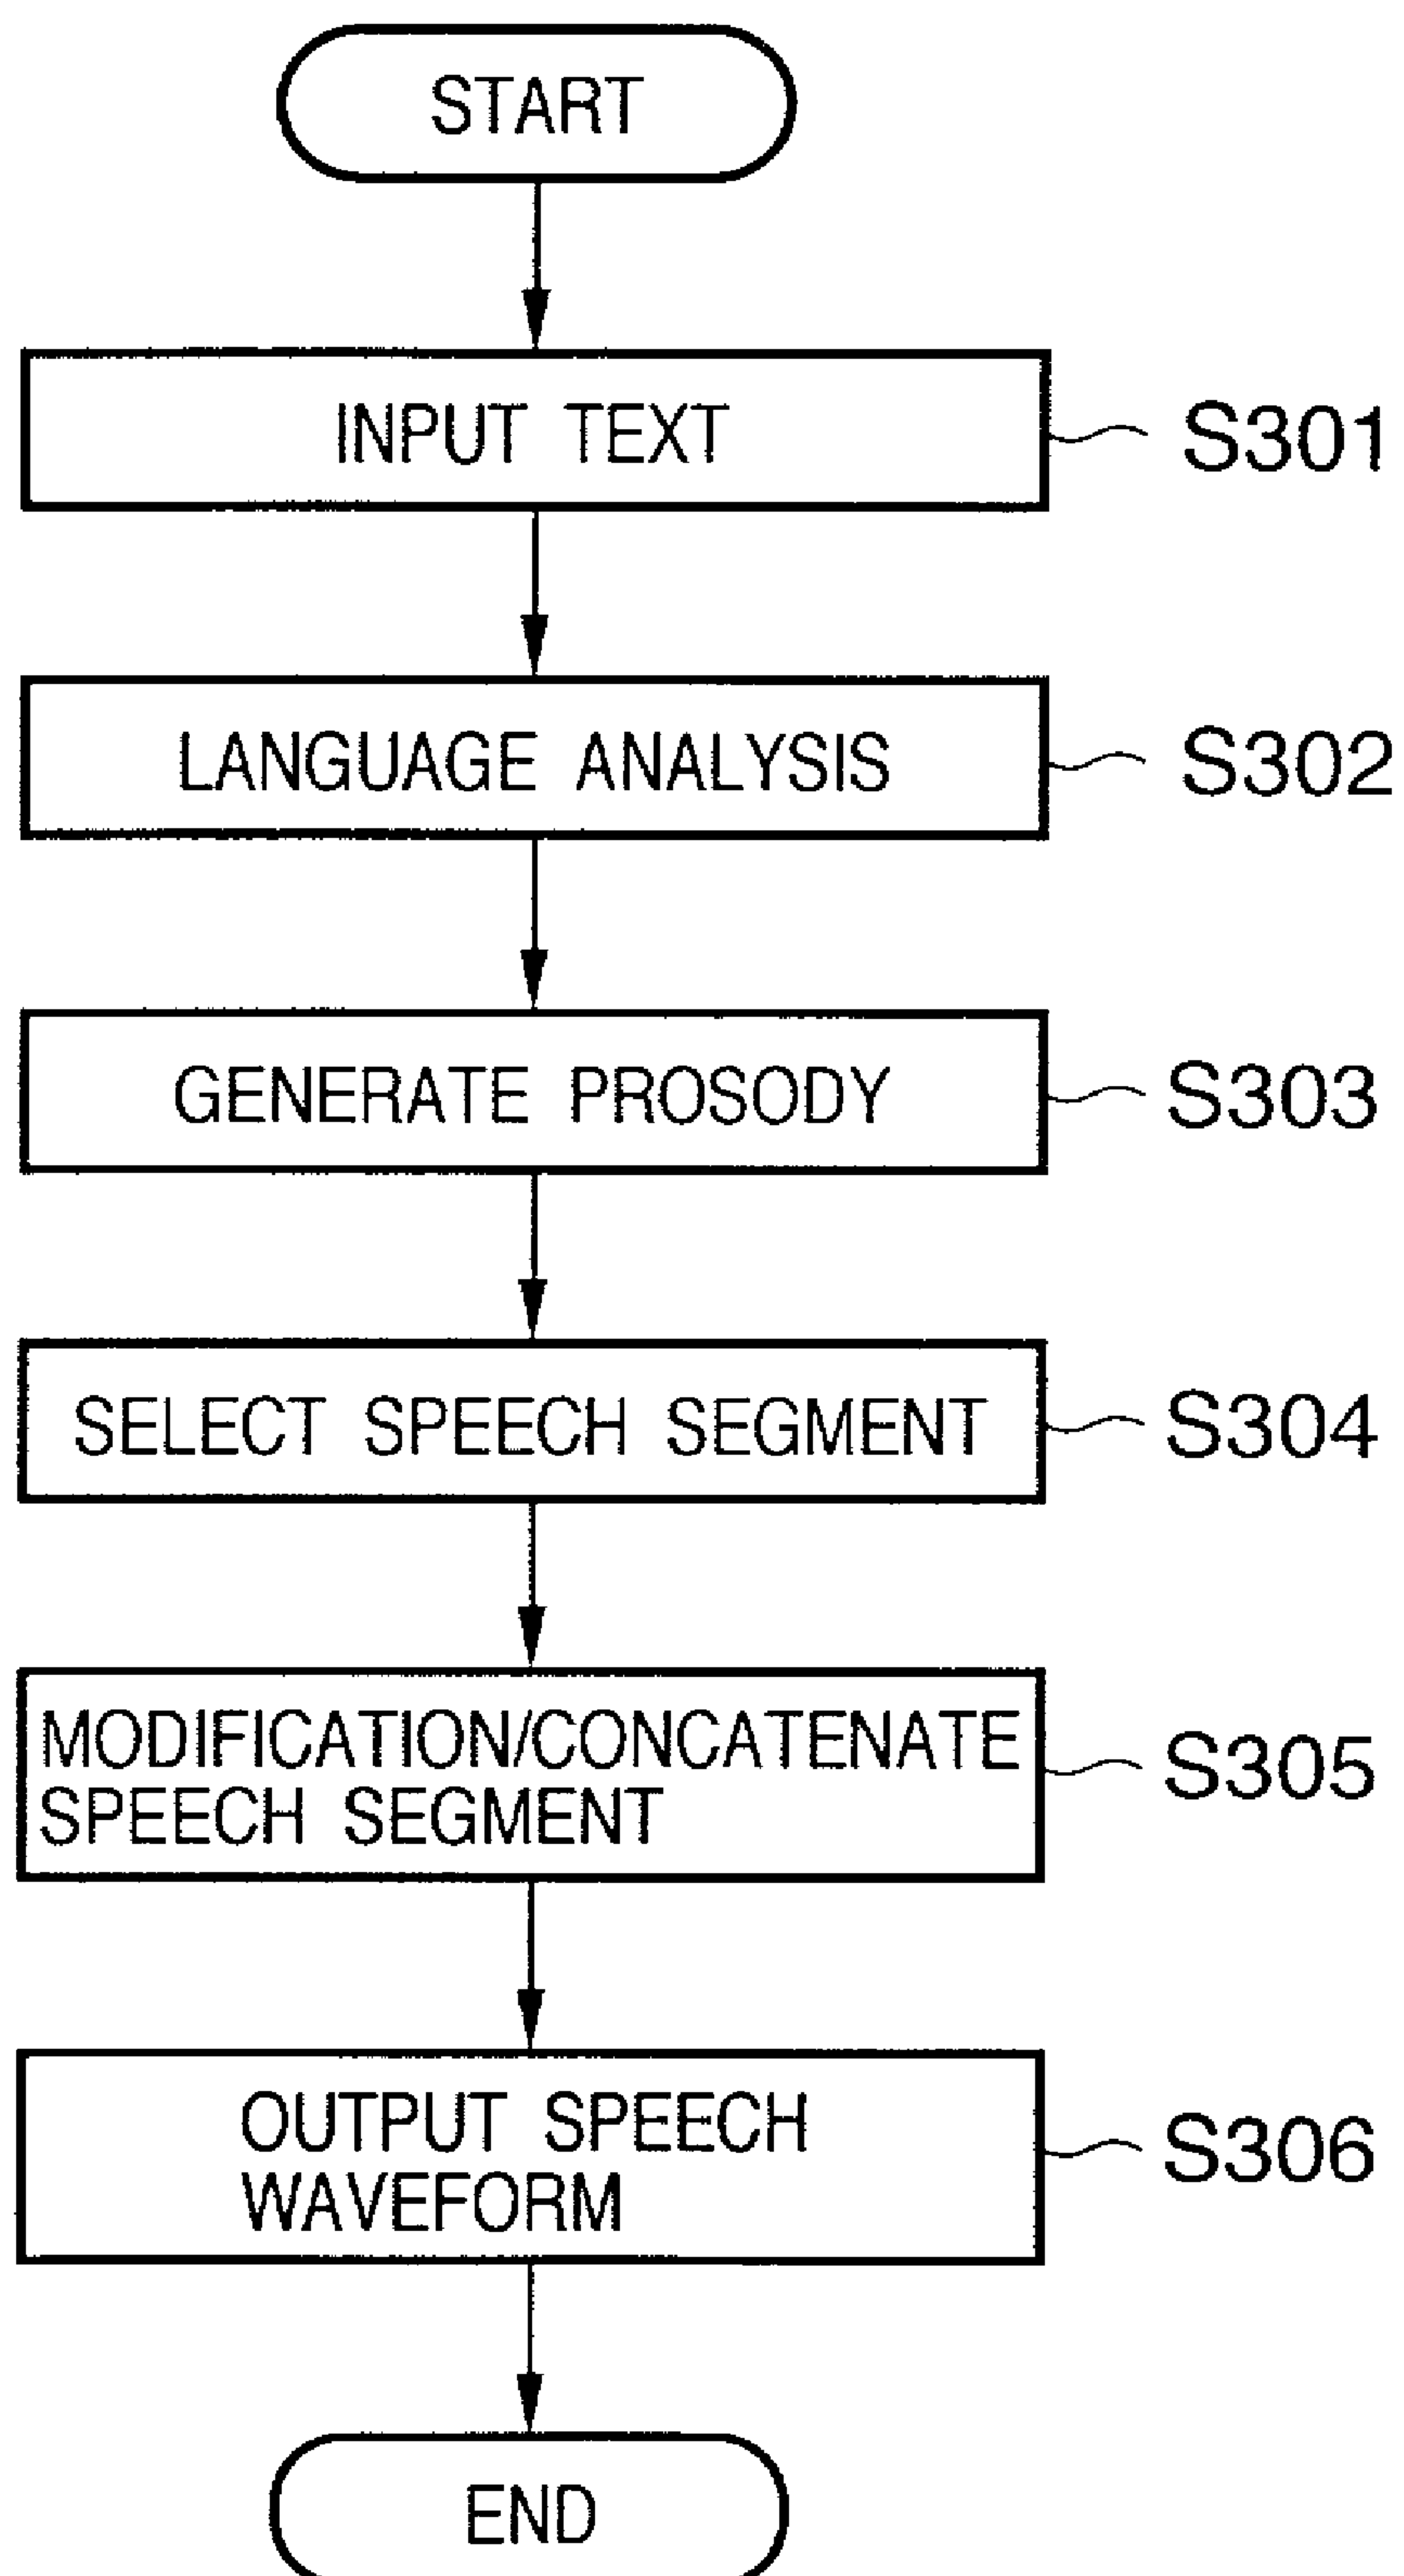 START
INPUT TEXT
S301
LANGUAGE ANALYSIS
S302
GENERATE PROSODY
S303
SELECT SPEECH SEGMENT
S304
MODIFICATION/CONCATENATE
SPEECH SEGMENT
S305
OUTPUT SPEECH
WAVEFORM
S306
END